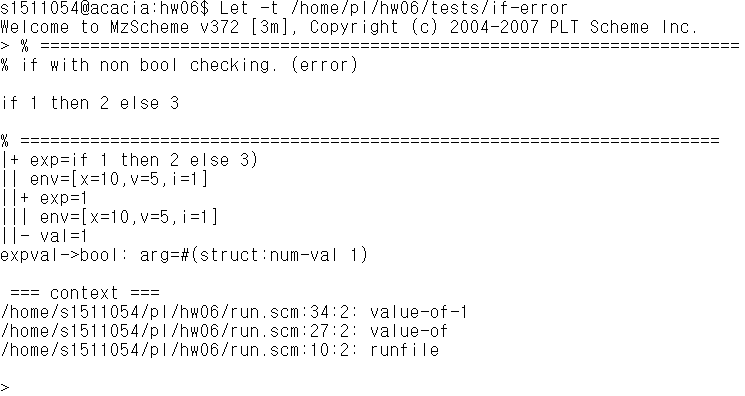 s1511054@acacia:hw06$ Let -t /home/pl/hw06/tests/if-error
Welcome to MzScheme v372 [3m], Copyright (c) 2004-2007 PLT Scheme Inc.
> % ======================================================================
% if with non bool checking. (error)
if 1 then 2 else 3
% ======================================================================
|+ exp=if 1 then 2 else 3)
|| env=[x=10,v=5,i=1]
||+ exp=1
||| env=[x=10,v=5,i=1]
||- val=1
expval->bool: arg=#(struct:num-val 1)
=== context ===
/home/s1511054/pl/hw06/run.scm:34:2: value-of-1
/home/s1511054/pl/hw06/run.scm:27:2: value-of
/home/s1511054/pl/hw06/run.scm:10:2: runfile
>